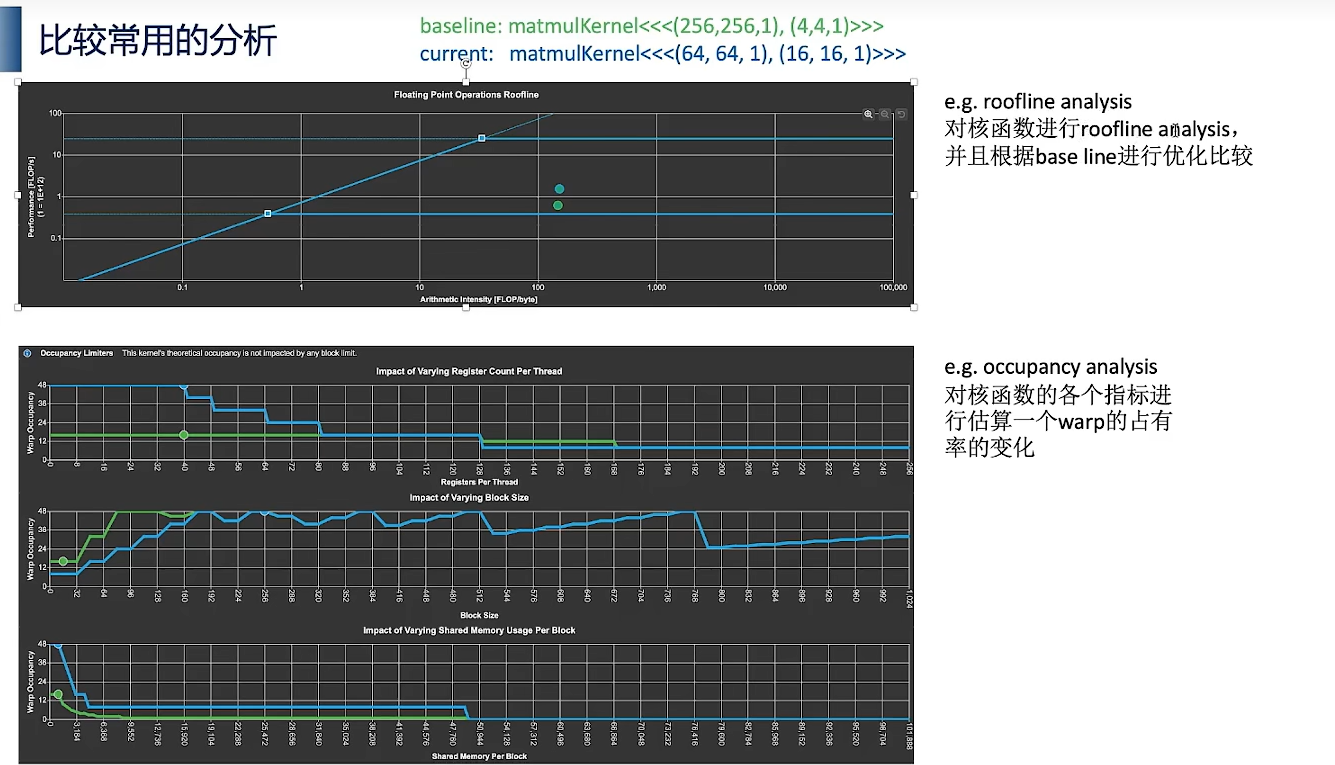 比较常用的分析
baseline: matmulKernel<<<(256,256,1), (4,4,1)>>>
current: matmulKernel<<<(64, 64, 1), (16, 16, 1)>>>
Floating Point Operations Roofline
100
10
1
0.1
Performance [FLOP/s]
(1 = 1E+12)
0.1 1 10 100 1,000 10,000 100,000
Arithmetic Intensity [FLOP/byte]
e.g. roofline analysis
对核函数进行roofline analysis,
并且根据base line进行优化比较
Occupancy Limiters This kernel's theoretical occupancy is not impacted by any block limit.
Impact of Varying Register Count Per Thread
Warp Occupancy
48
36
24
12
0
0 8 16 24 32 40 48 56 64 72 80 88 96 104 112 120 128 136 144 152 160 168 176 184 192 200 208 216 224 232 240 248 256
Registers Per Thread
Impact of Varying Block Size
Warp Occupancy
48
36
24
12
0
0 32 64 96 128 160 192 224 256 288 320 352 384 416 448 480 512 544 576 608 640 672 704 736 768 800 832 864 896 928 960 992 1,024
Block Size
Impact of Varying Shared Memory Usage Per Block
Warp Occupancy
48
36
24
12
0
0 3,184 6,368 9,552 12,736 15,920 19,104 22,288 25,472 28,656 31,840 35,024 38,208 41,392 44,576 47,760 50,944 54,128 57,312 60,496 63,680 66,864 70,048 73,232 76,416 79,600 82,784 85,968 89,152 92,336 95,520 98,704 101,888
Shared Memory Per Block
e.g. occupancy analysis
对核函数的各个指标进
行估算一个warp的占有
率的变化